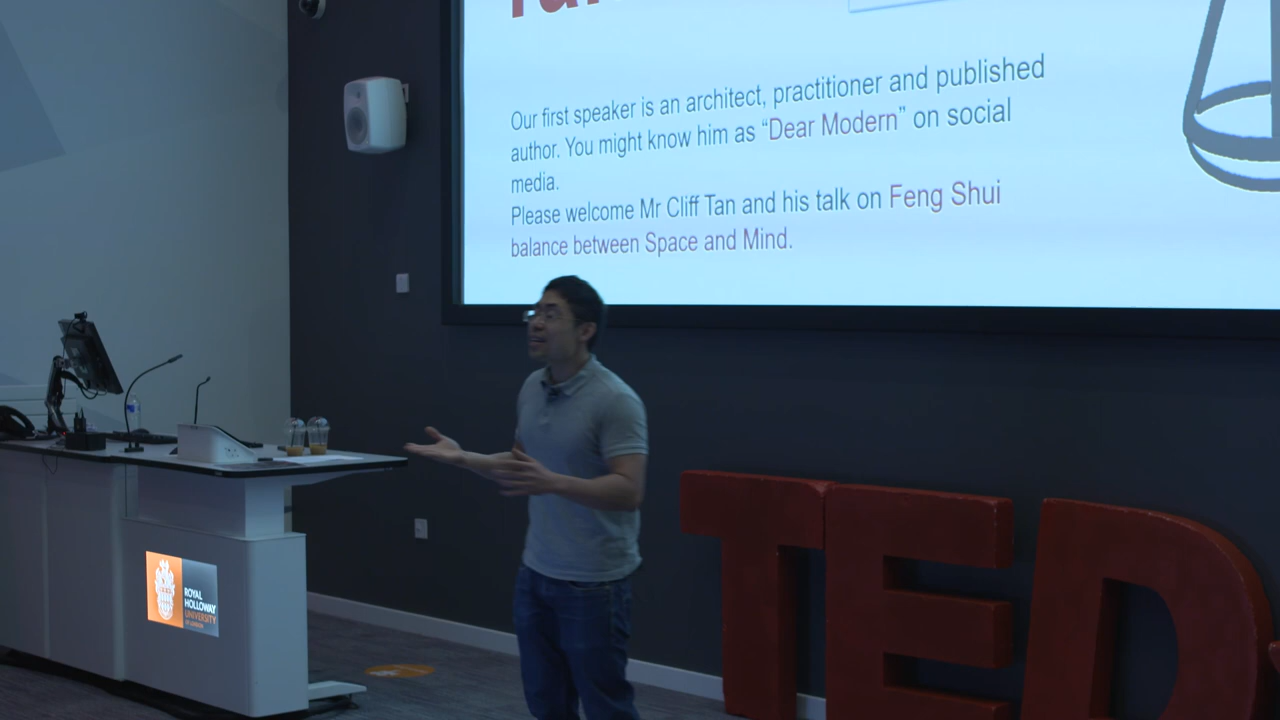 Our first speaker is an architect, practitioner and published
author. You might know him as “Dear Modern” on social
media.
Please welcome Mr Cliff Tan and his talk on Feng Shui
balance between Space and Mind.
TED
ROYAL
HOLLOWAY
UNIVERSITY
OF LONDON